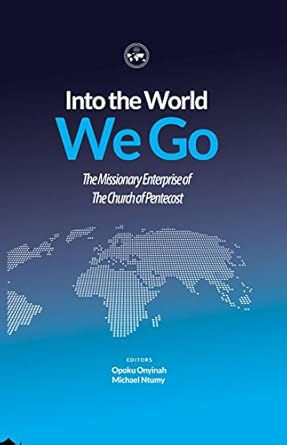 Into the World
We Go
The Missionary Enterprise of
The Church of Pentecost
EDITORS
Opoku Onyinah
Michael Ntumy